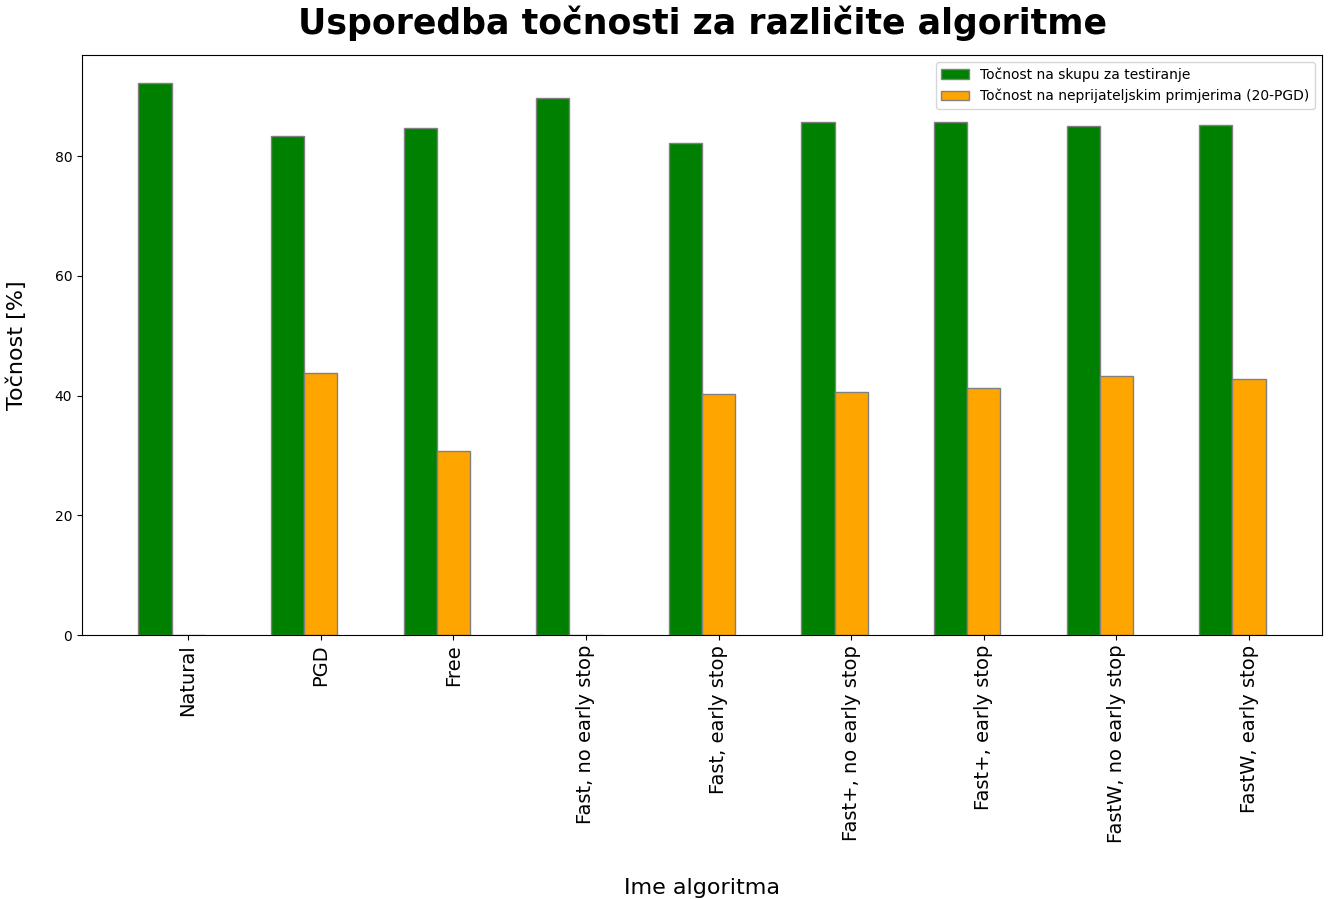 Usporedba točnosti za različite algoritme
Točnost na skupu za testiranje
Točnost na neprijateljskim primjerima (20-PGD)
Točnost [%]
80
60
40
20
0
Natural
PGD
Free
Fast, no early stop
Fast, early stop
Fast+, no early stop
Fast+, early stop
FastW, no early stop
FastW, early stop
Ime algoritma